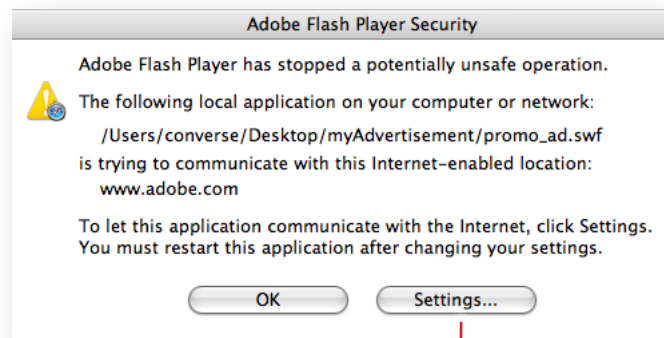 Adobe Flash Player Security
Adobe Flash Player has stopped a potentially unsafe operation.
The following local application on your computer or network:
/Users/converse/Desktop/myAdvertisement/promo_ad.swf
is trying to communicate with this Internet-enabled location:
www.adobe.com
To let this application communicate with the Internet, click Settings.
You must restart this application after changing your settings.
OK
Settings...